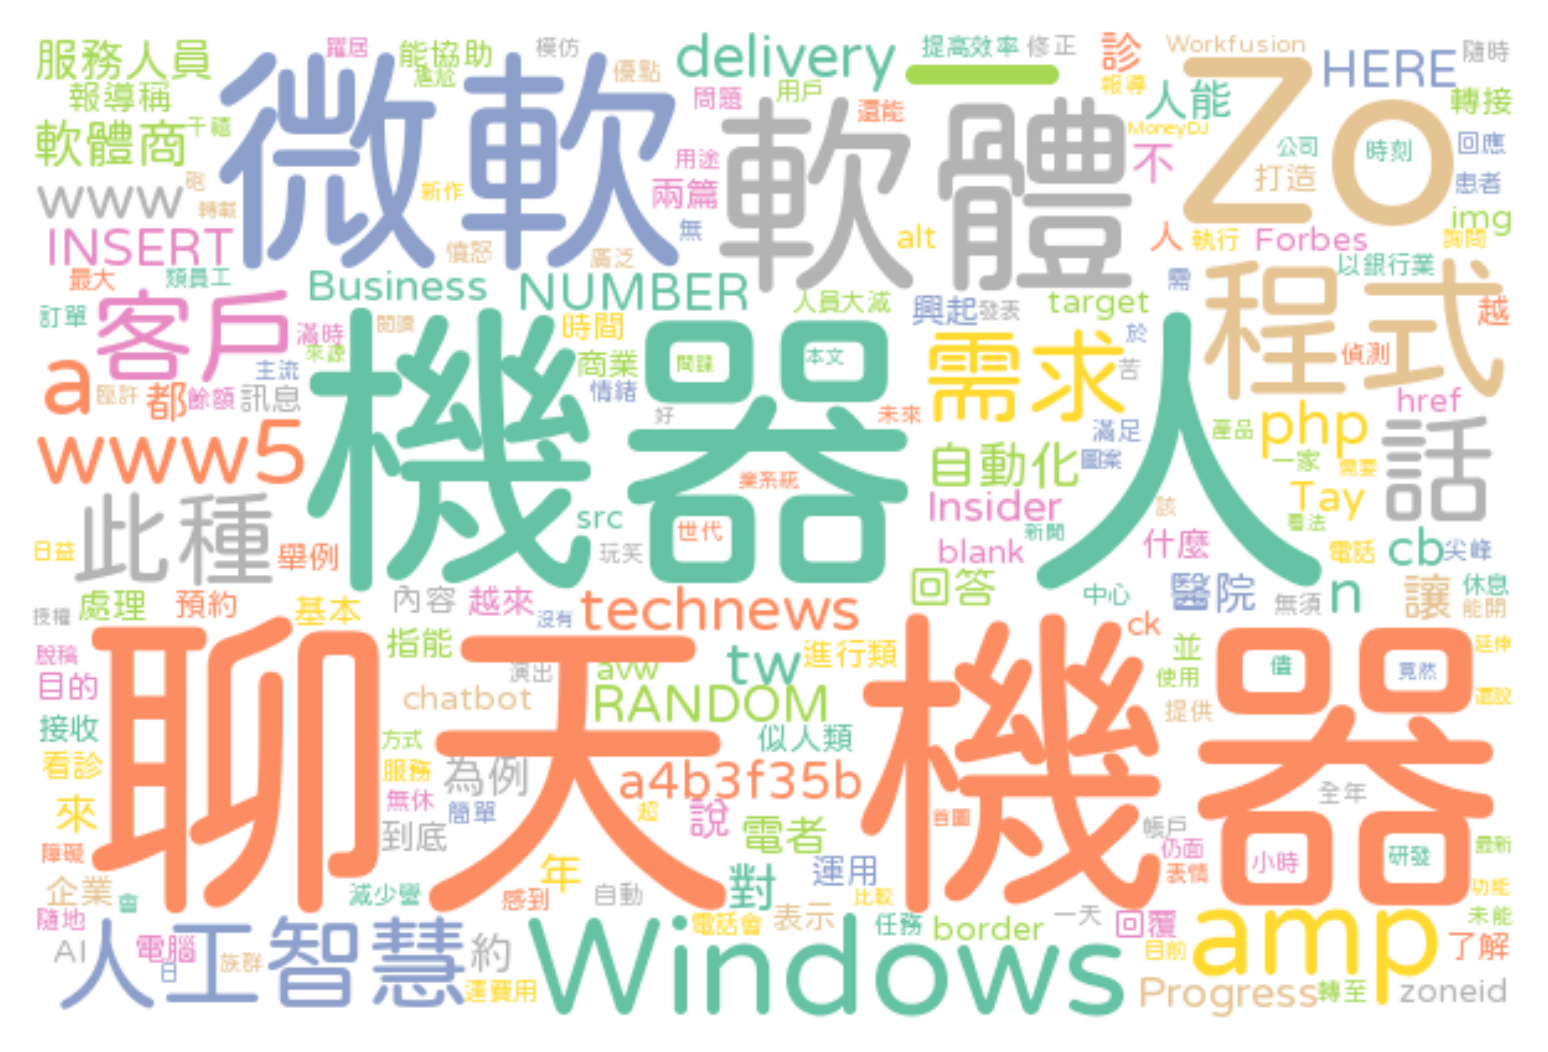 服務人員
躍居
能協助
尷尬
模仿
優點
delivery
提高效率
修正
診
報導
Workfusion
HERE
隨時
報導稱
微軟
問題
用戶
還能
一
人能
Zo
轉接
軟體商
千禧
軟體
MoneyDJ
不
公司
時刻
回應
用途
兩篇
打造
患者
www
砲
轉載
新作
無
alt
人
執行
Forbes
img
詢問
INSERT
憤怒
廣泛
以銀行業
最大
類員工
Business
NUMBER
人員大減
興起
發表
target
需
程式
越
訂單
客戶
滿時
來源
閱讀
時間
需求
於
偵測
主流
商業
間諜
本文
苦
a
臨許
都
餘額
訊息
機器
情緒
好
未來
人
href
滿足
產品
php
話
www5
自動化
圖案
一家
需要
業系統
Insider
該
Tay
看法
此種
src
世代
新聞
日益
舉例
玩笑
blank
什麼
電話
cb
尖峰
處理
預約
基本
內容
越來
沒有
technews
回答
中心
醫院
無須
n
讓
休息
能開
授權
聊天
指能
ck
脫稿
演出
avw
tw
進行類
機器
並
儘
竟然
延伸
目的
chatbot
RANDOM
使用
提供
還說
接收
方式
似人類
看診
服務
為例
a4b3f35b
全年
來
無休
簡單
超
說
首圖
到底
電者
帳戶
障礙
仍面
小時
研發
最新
企業
會
減少營
年
感到
自動
對
運用
比較
表情
功能
隨地
電話會
表示
任務
border
一天
回覆
amp
未能
AI
人工智慧
電腦
日
族群
約
Windows
目前
了解
運費用
Progress
轉至
zoneid